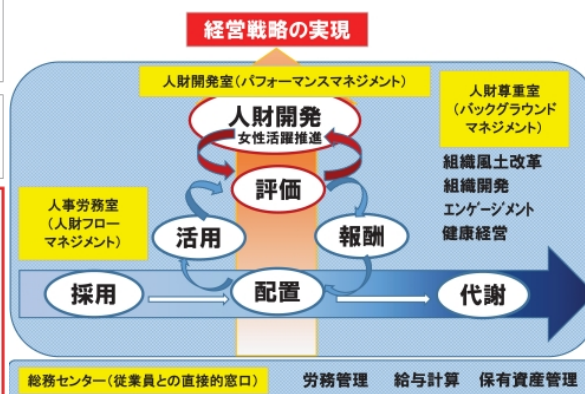 経営戦略の実現
人財開発室(パフォーマンスマネジメント)
人財開発
女性活躍推進
人財尊重室
(バックグラウンド
マネジメント)
組織風土改革
組織開発
エンゲージメント
健康経営
評価
人事労務室
(人財フロー
マネジメント)
活用
報酬
採用
配置
代謝
総務センター(従業員との直接的窓口)
労務管理 給与計算 保有資産管理